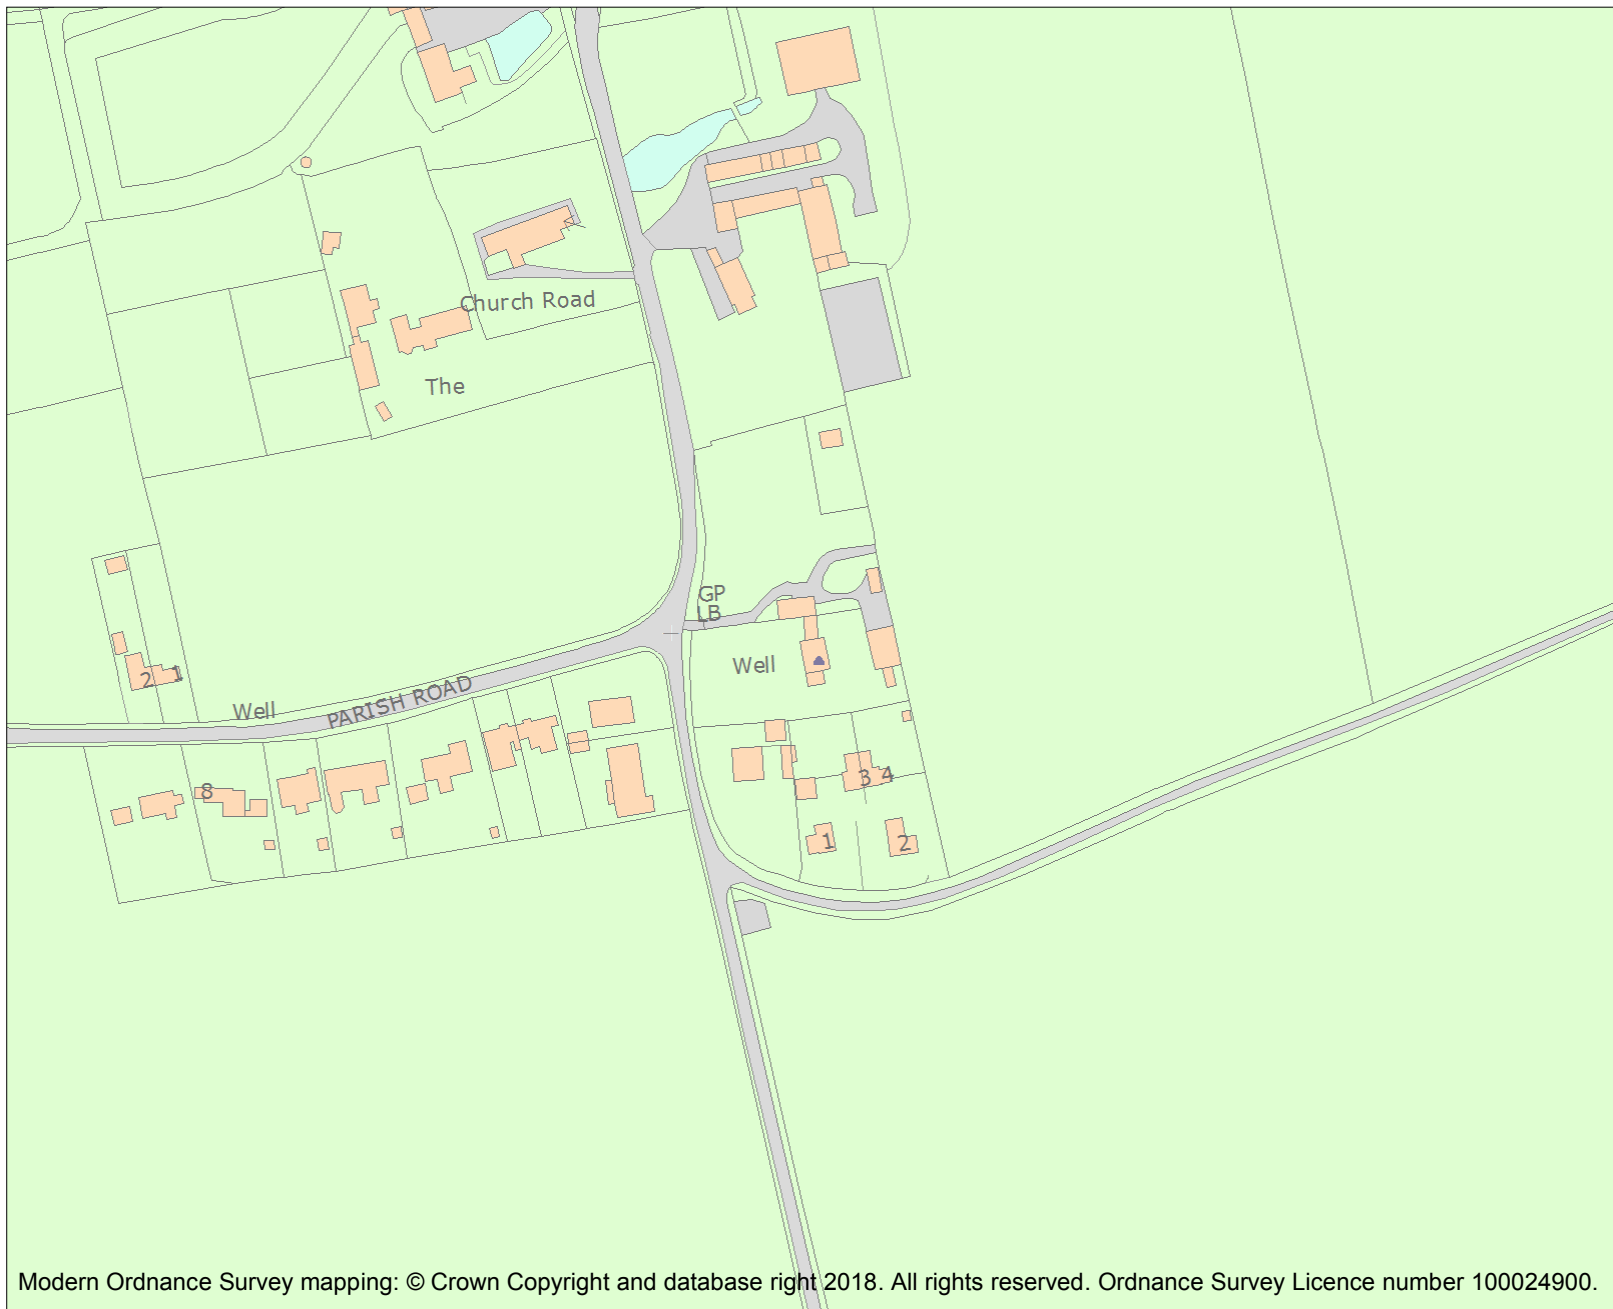 Church Road
The
GP
LB
Well
2 1
Well
PARISH ROAD
3 4
8
1
2
Modern Ordnance Survey mapping: © Crown Copyright and database right 2018. All rights reserved. Ordnance Survey Licence number 100024900.